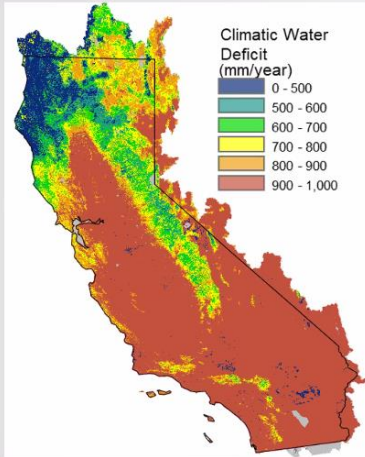 Climatic Water
Deficit
(mm/year)
0 - 500
500 - 600
600 - 700
700 - 800
800 - 900
900 - 1,000